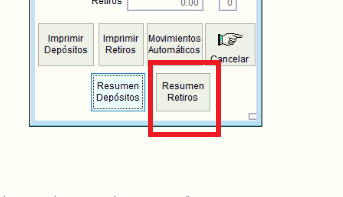 Retiros 0.00 0
Imprimir Depósitos
Imprimir Retiros
Movimientos Automáticos
Cancelar
Resumen Depósitos
Resumen Retiros